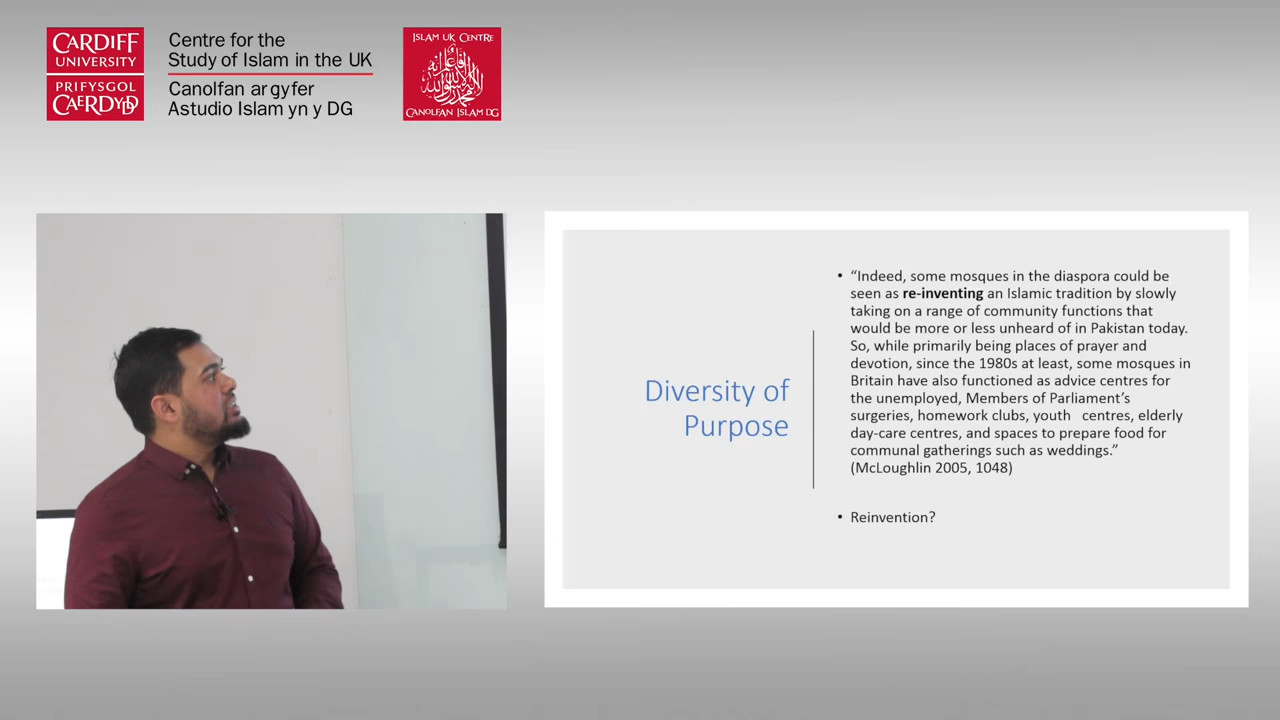 CARDIFF
UNIVERSITY
PRIFYSGOL
CAERDYDD
Centre for the
Study of Islam in the UK
Canolfan ar gyfer
Astudio Islam yn y DG
ISLAM UK CENTRE
CANOLFAN ISLAM DG
Diversity of
Purpose
• “Indeed, some mosques in the diaspora could be
seen as re-inventing an Islamic tradition by slowly
taking on a range of community functions that
would be more or less unheard of in Pakistan today.
So, while primarily being places of prayer and
devotion, since the 1980s at least, some mosques in
Britain have also functioned as advice centres for
the unemployed, Members of Parliament’s
surgeries, homework clubs, youth centres, elderly
day-care centres, and spaces to prepare food for
communal gatherings such as weddings.”
(McLoughlin 2005, 1048)
• Reinvention?